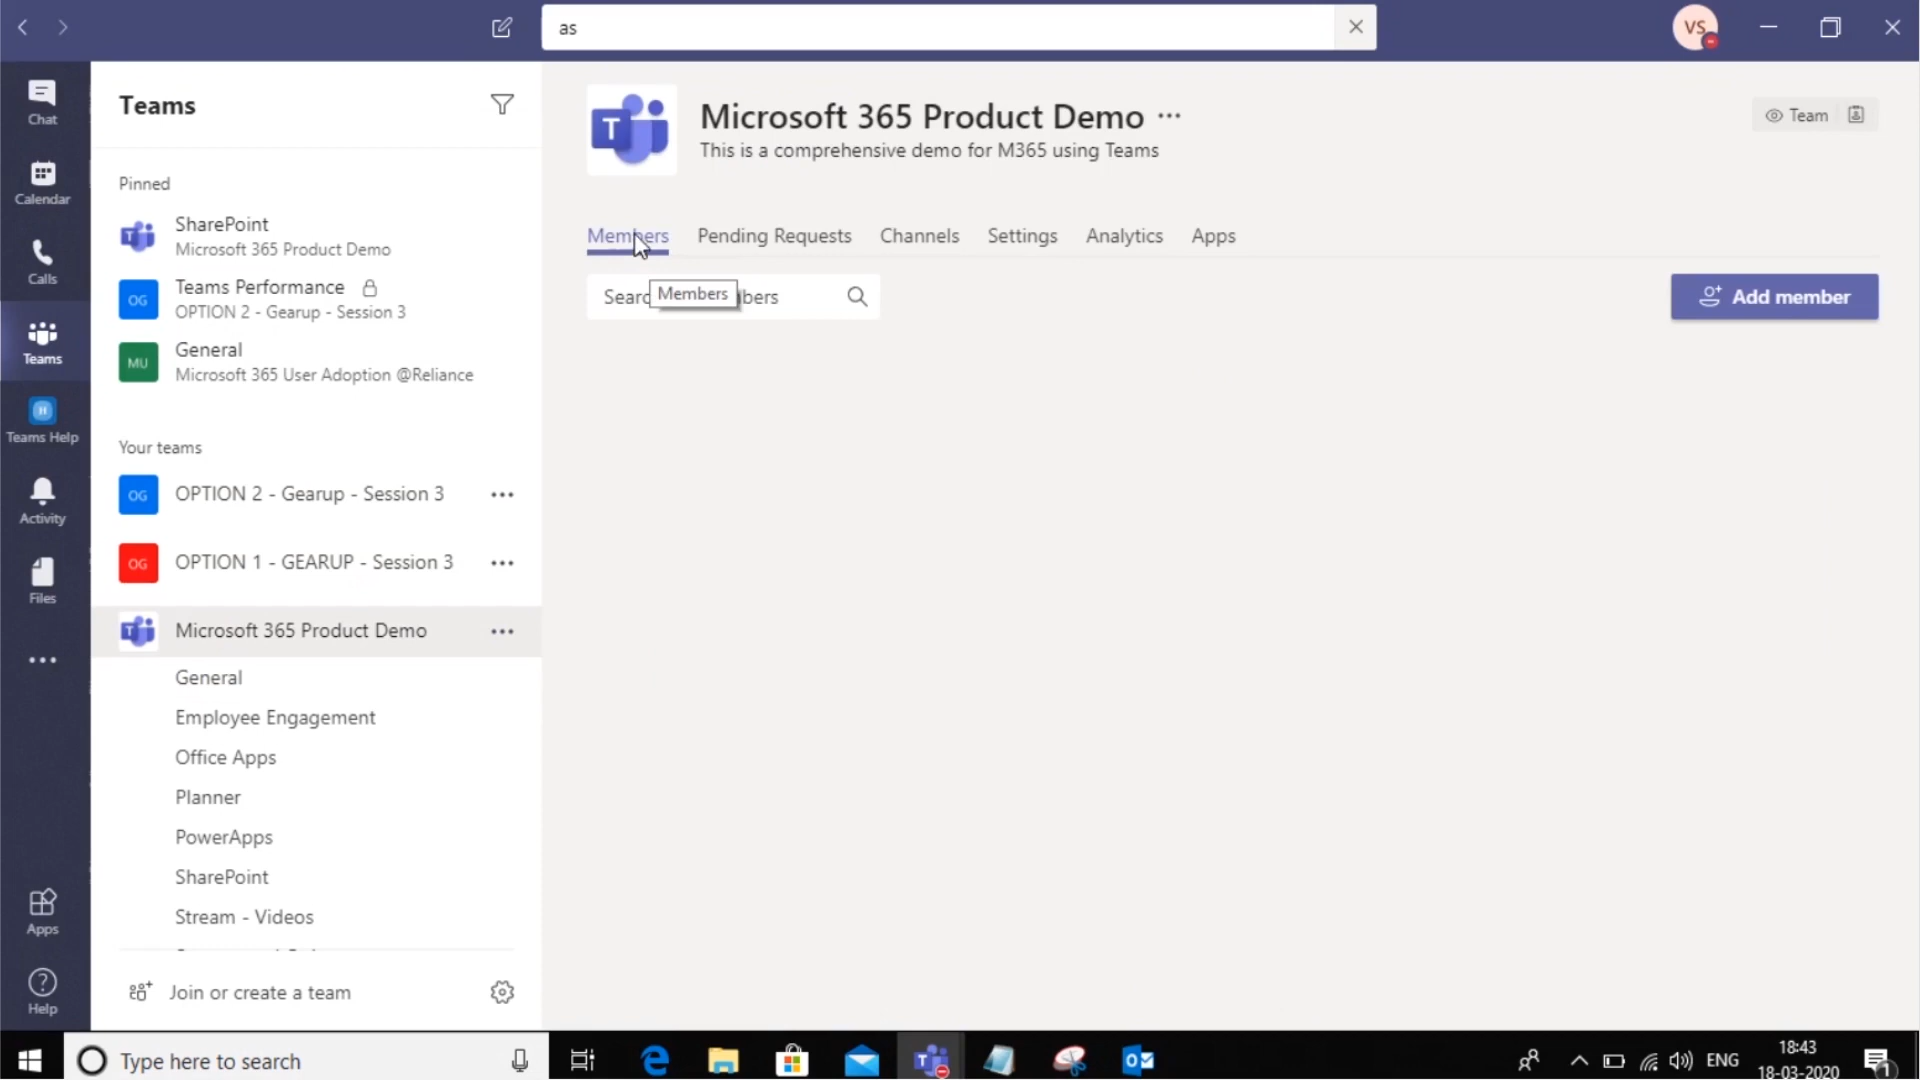 as
VS
Chat
Calendar
Calls
Teams
Teams Help
Activity
Files
Apps
Help
Teams
Pinned
SharePoint
Microsoft 365 Product Demo
OG
Teams Performance
OPTION 2 - Gearup - Session 3
MU
General
Microsoft 365 User Adoption @Reliance
Your teams
OG OPTION 2 - Gearup - Session 3
OG OPTION 1 - GEARUP - Session 3
Microsoft 365 Product Demo
General
Employee Engagement
Office Apps
Planner
PowerApps
SharePoint
Stream - Videos
Join or create a team
T
Microsoft 365 Product Demo
This is a comprehensive demo for M365 using Teams
Team
Members Pending Requests Channels Settings Analytics Apps
Members
Add member
Type here to search
ENG
18:43
18-03-2020
1